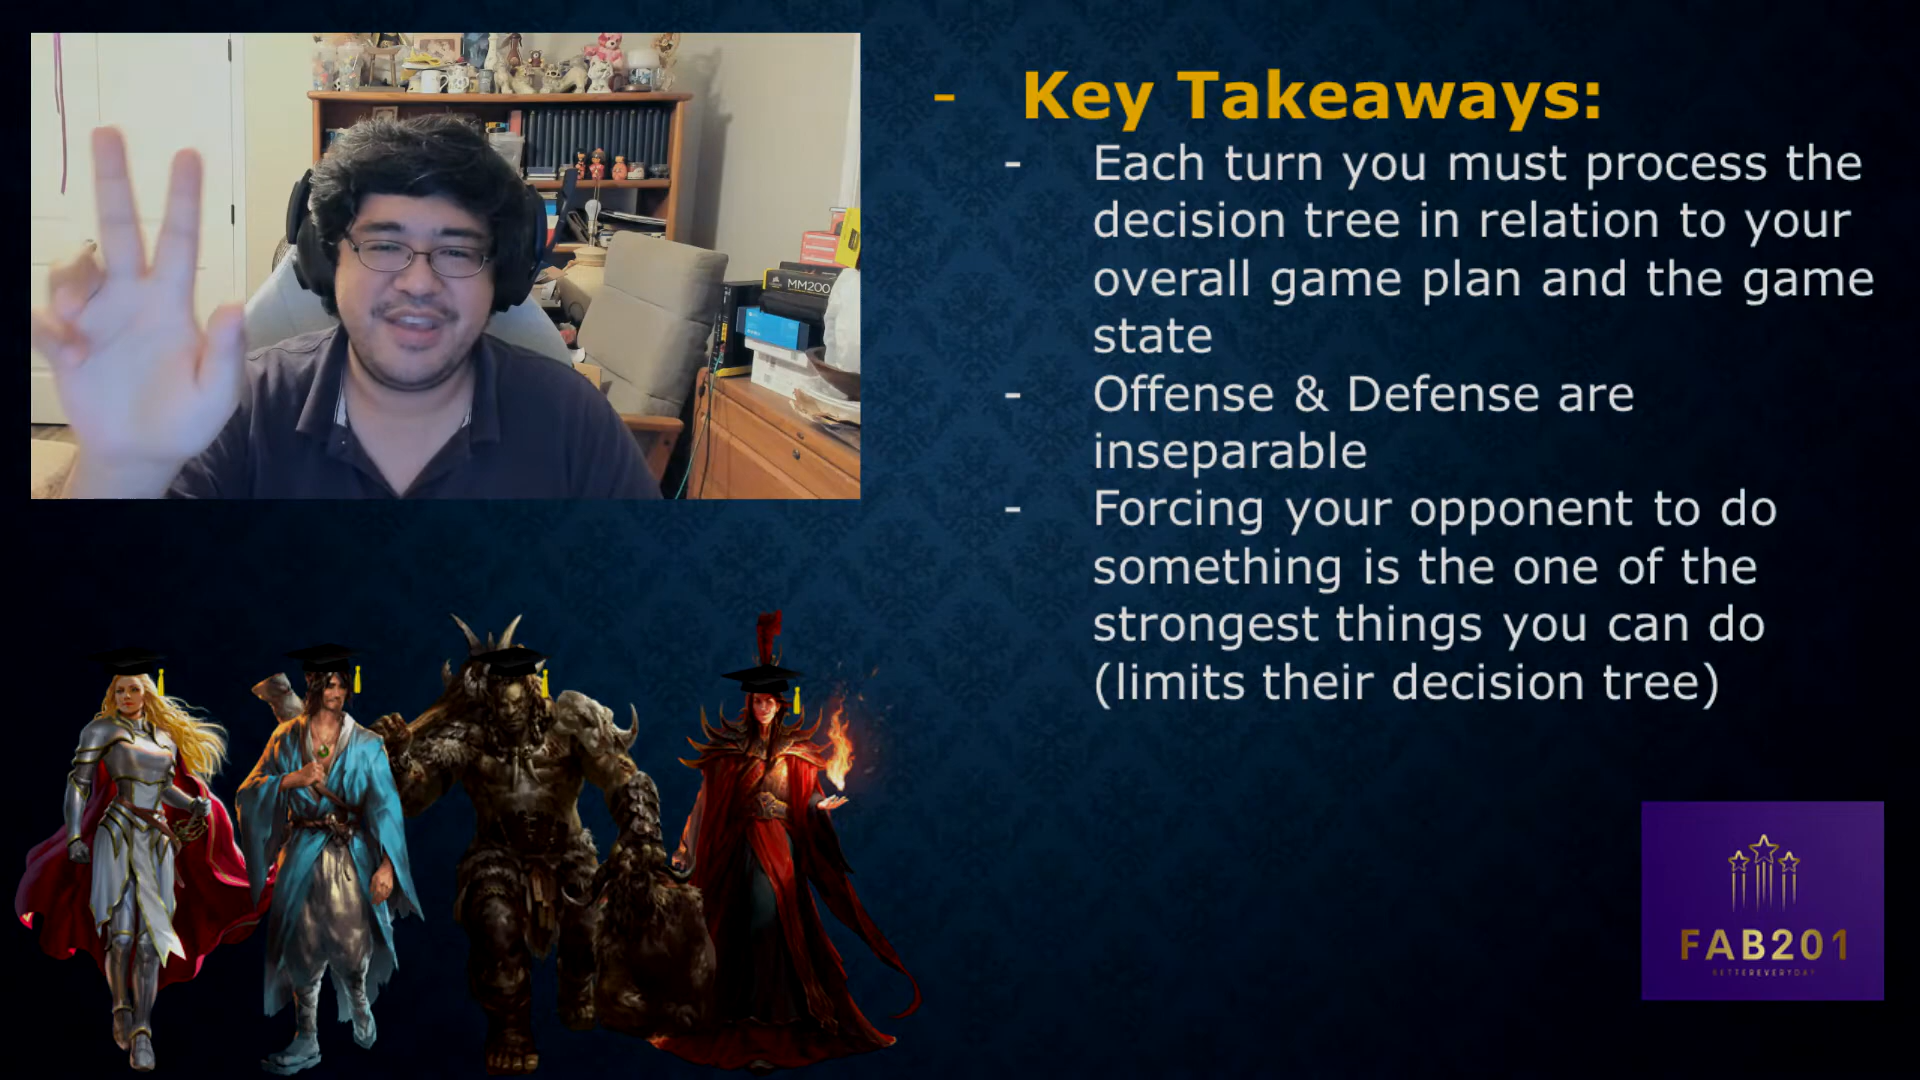 - Key Takeaways:
- Each turn you must process the
decision tree in relation to your
overall game plan and the game
state
- Offense & Defense are
inseparable
- Forcing your opponent to do
something is the one of the
strongest things you can do
(limits their decision tree)
MM200
FAB201
BETTEREVERYDAY